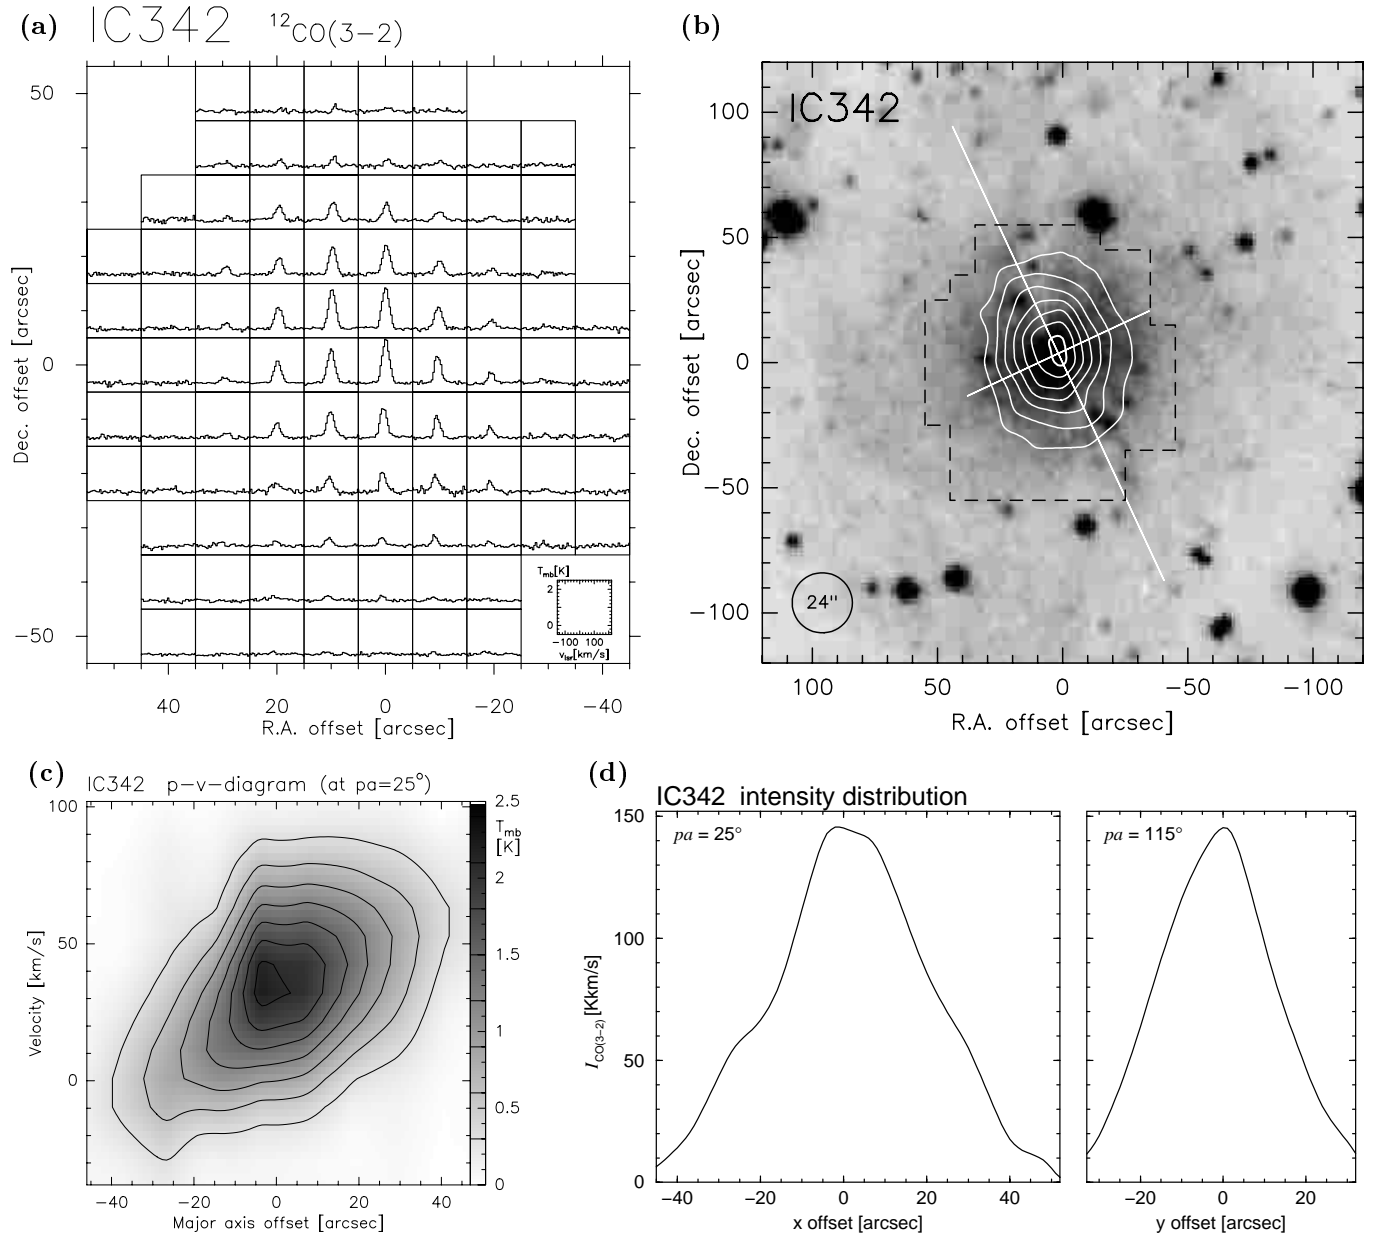 (a) IC342 ¹²CO(3−2)
50
0
−50
Dec. offset [arcsec]
T_mb[K]
2
0
−100 100
v_lsr[km/s]
40 20 0 −20 −40
R.A. offset [arcsec]
(b)
IC342
100
50
0
−50
−100
Dec. offset [arcsec]
24"
100 50 0 −50 −100
R.A. offset [arcsec]
(c)
IC342 p−v−diagram (at pa=25°)
100
50
0
Velocity [km/s]
2.5
T_mb
[K]
2
1.5
1
0.5
0
−40 −20 0 20 40
Major axis offset [arcsec]
(d)
IC342 intensity distribution
150
100
50
0
I_CO(3−2) [Kkm/s]
pa = 25°
−40 −20 0 20 40
x offset [arcsec]
pa = 115°
−20 0 20
y offset [arcsec]